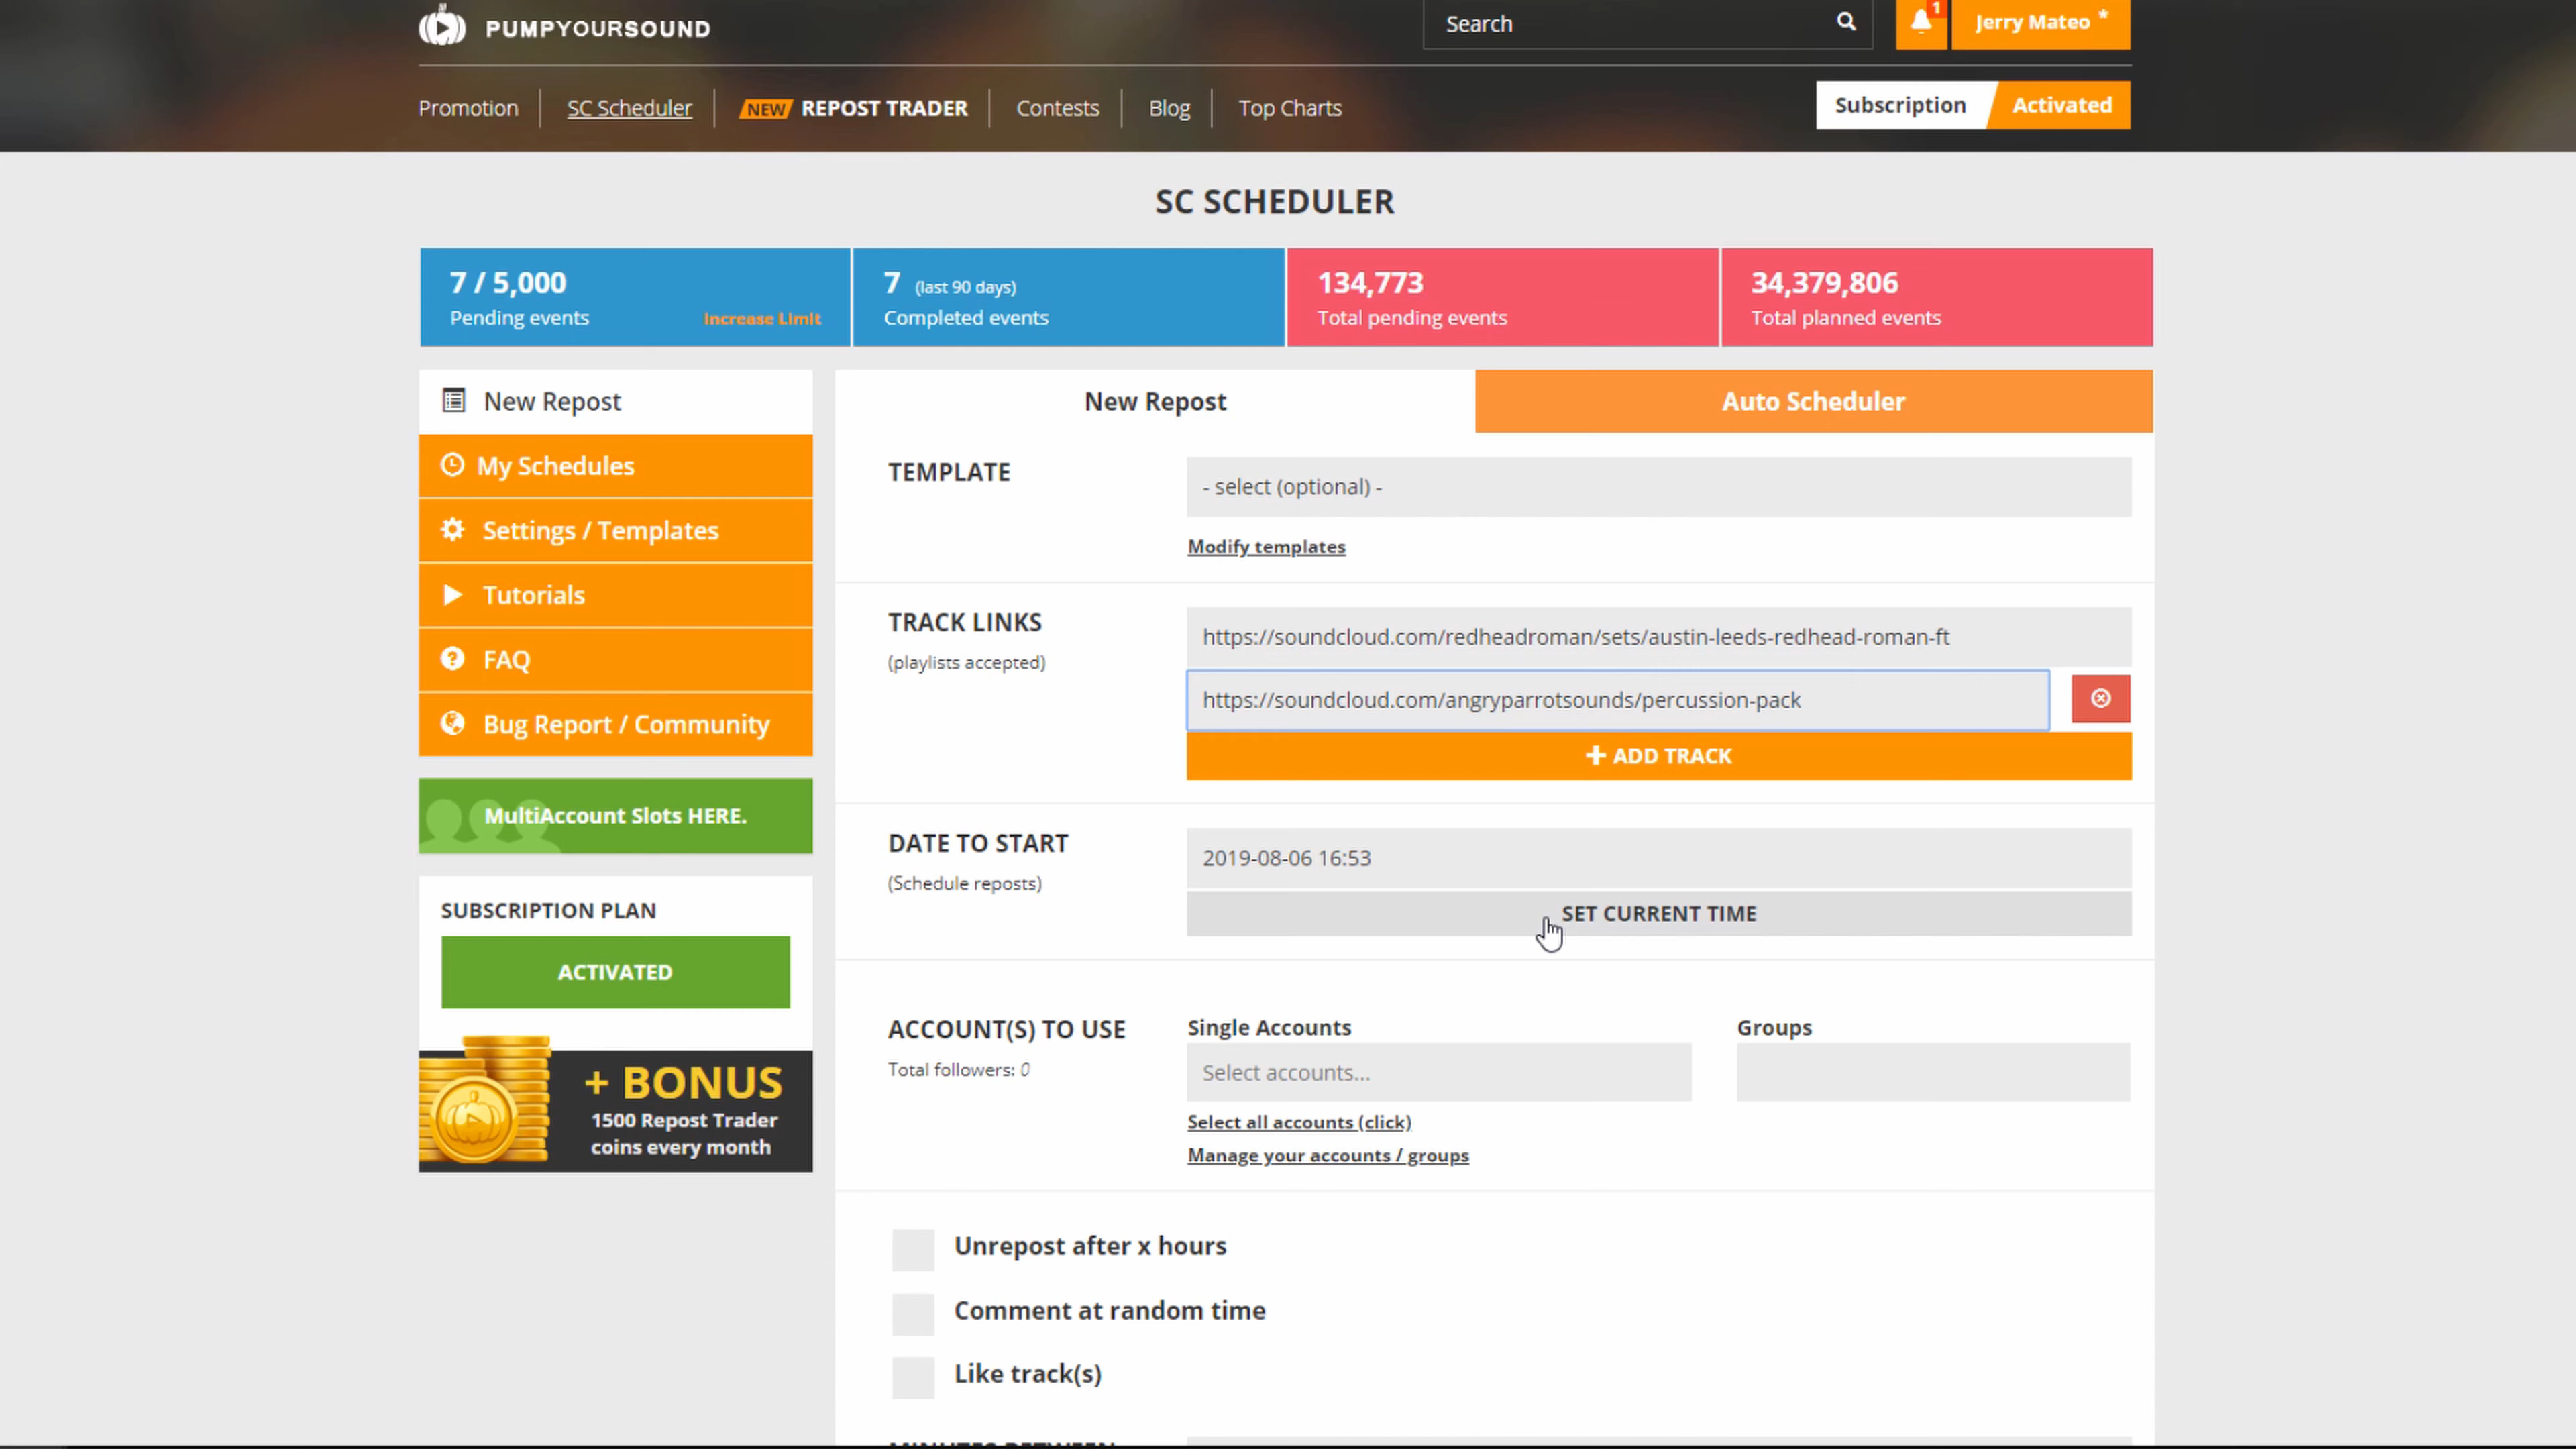 PUMPYOURSOUND
Search
1
Jerry Mateo *
Promotion
SC Scheduler
NEW REPOST TRADER
Contests
Blog
Top Charts
Subscription Activated
SC SCHEDULER
7 / 5,000
Pending events
Increase Limit
7 (last 90 days)
Completed events
134,773
Total pending events
34,379,806
Total planned events
New Repost
My Schedules
Settings / Templates
Tutorials
FAQ
Bug Report / Community
MultiAccount Slots HERE.
SUBSCRIPTION PLAN
ACTIVATED
+ BONUS
1500 Repost Trader
coins every month
New Repost
Auto Scheduler
TEMPLATE
- select (optional) -
Modify templates
TRACK LINKS
(playlists accepted)
https://soundcloud.com/redheadroman/sets/austin-leeds-redhead-roman-ft
https://soundcloud.com/angryparrotsounds/percussion-pack
+ ADD TRACK
DATE TO START
(Schedule reposts)
2019-08-06 16:53
SET CURRENT TIME
ACCOUNT(S) TO USE
Total followers: 0
Single Accounts
Select accounts...
Groups
Select all accounts (click)
Manage your accounts / groups
Unrepost after x hours
Comment at random time
Like track(s)
MINUTES BETWEEN